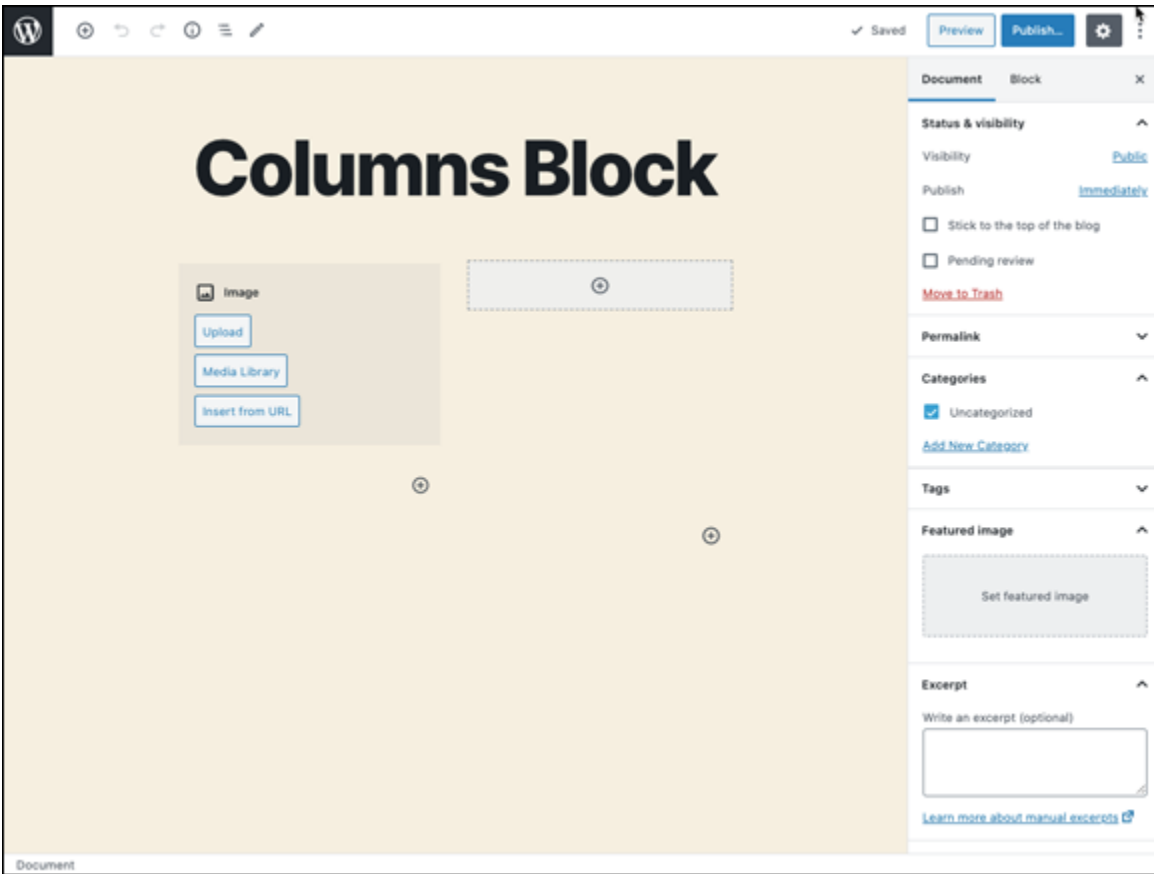 Saved Preview Publish...
Document Block
Columns Block
Image
Upload
Media Library
Insert from URL
Status & visibility
Visibility Public
Publish Immediately
Stick to the top of the blog
Pending review
Move to Trash
Permalink
Categories
Uncategorized
Add New Category
Tags
Featured image
Set featured image
Excerpt
Write an excerpt (optional)
Learn more about manual excerpts
Document